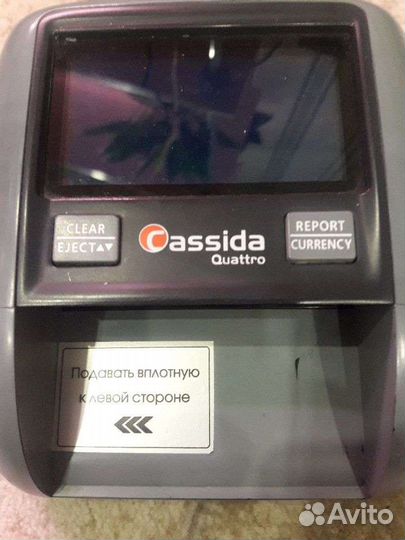 CLEAR
EJECT▲▼
Cassida
Quattro
REPORT
CURRENCY
Подавать вплотную
к левой стороне
Avito